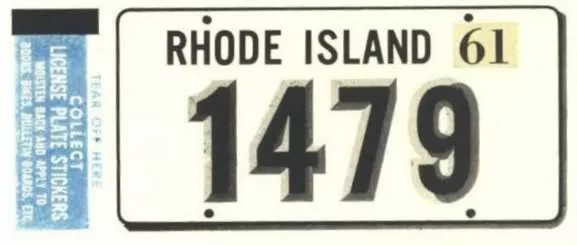 TEAR OFF HERE
COLLECT
LICENSE PLATE STICKERS
MOISTEN BACK AND APPLY TO
BOOKS, BIKES, BULLETIN BOARDS, ETC.
RHODE ISLAND 61
1479